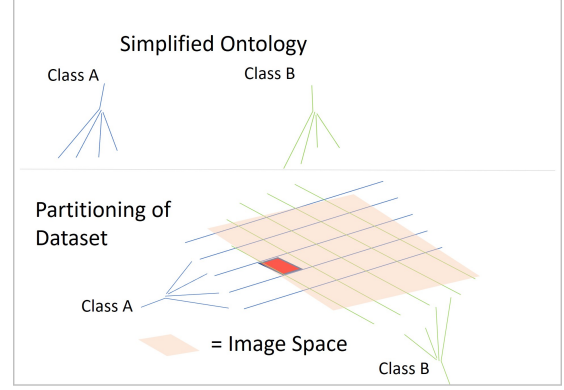 Simplified Ontology
Class A
Class B
Partitioning of
Dataset
Class A
= Image Space
Class B